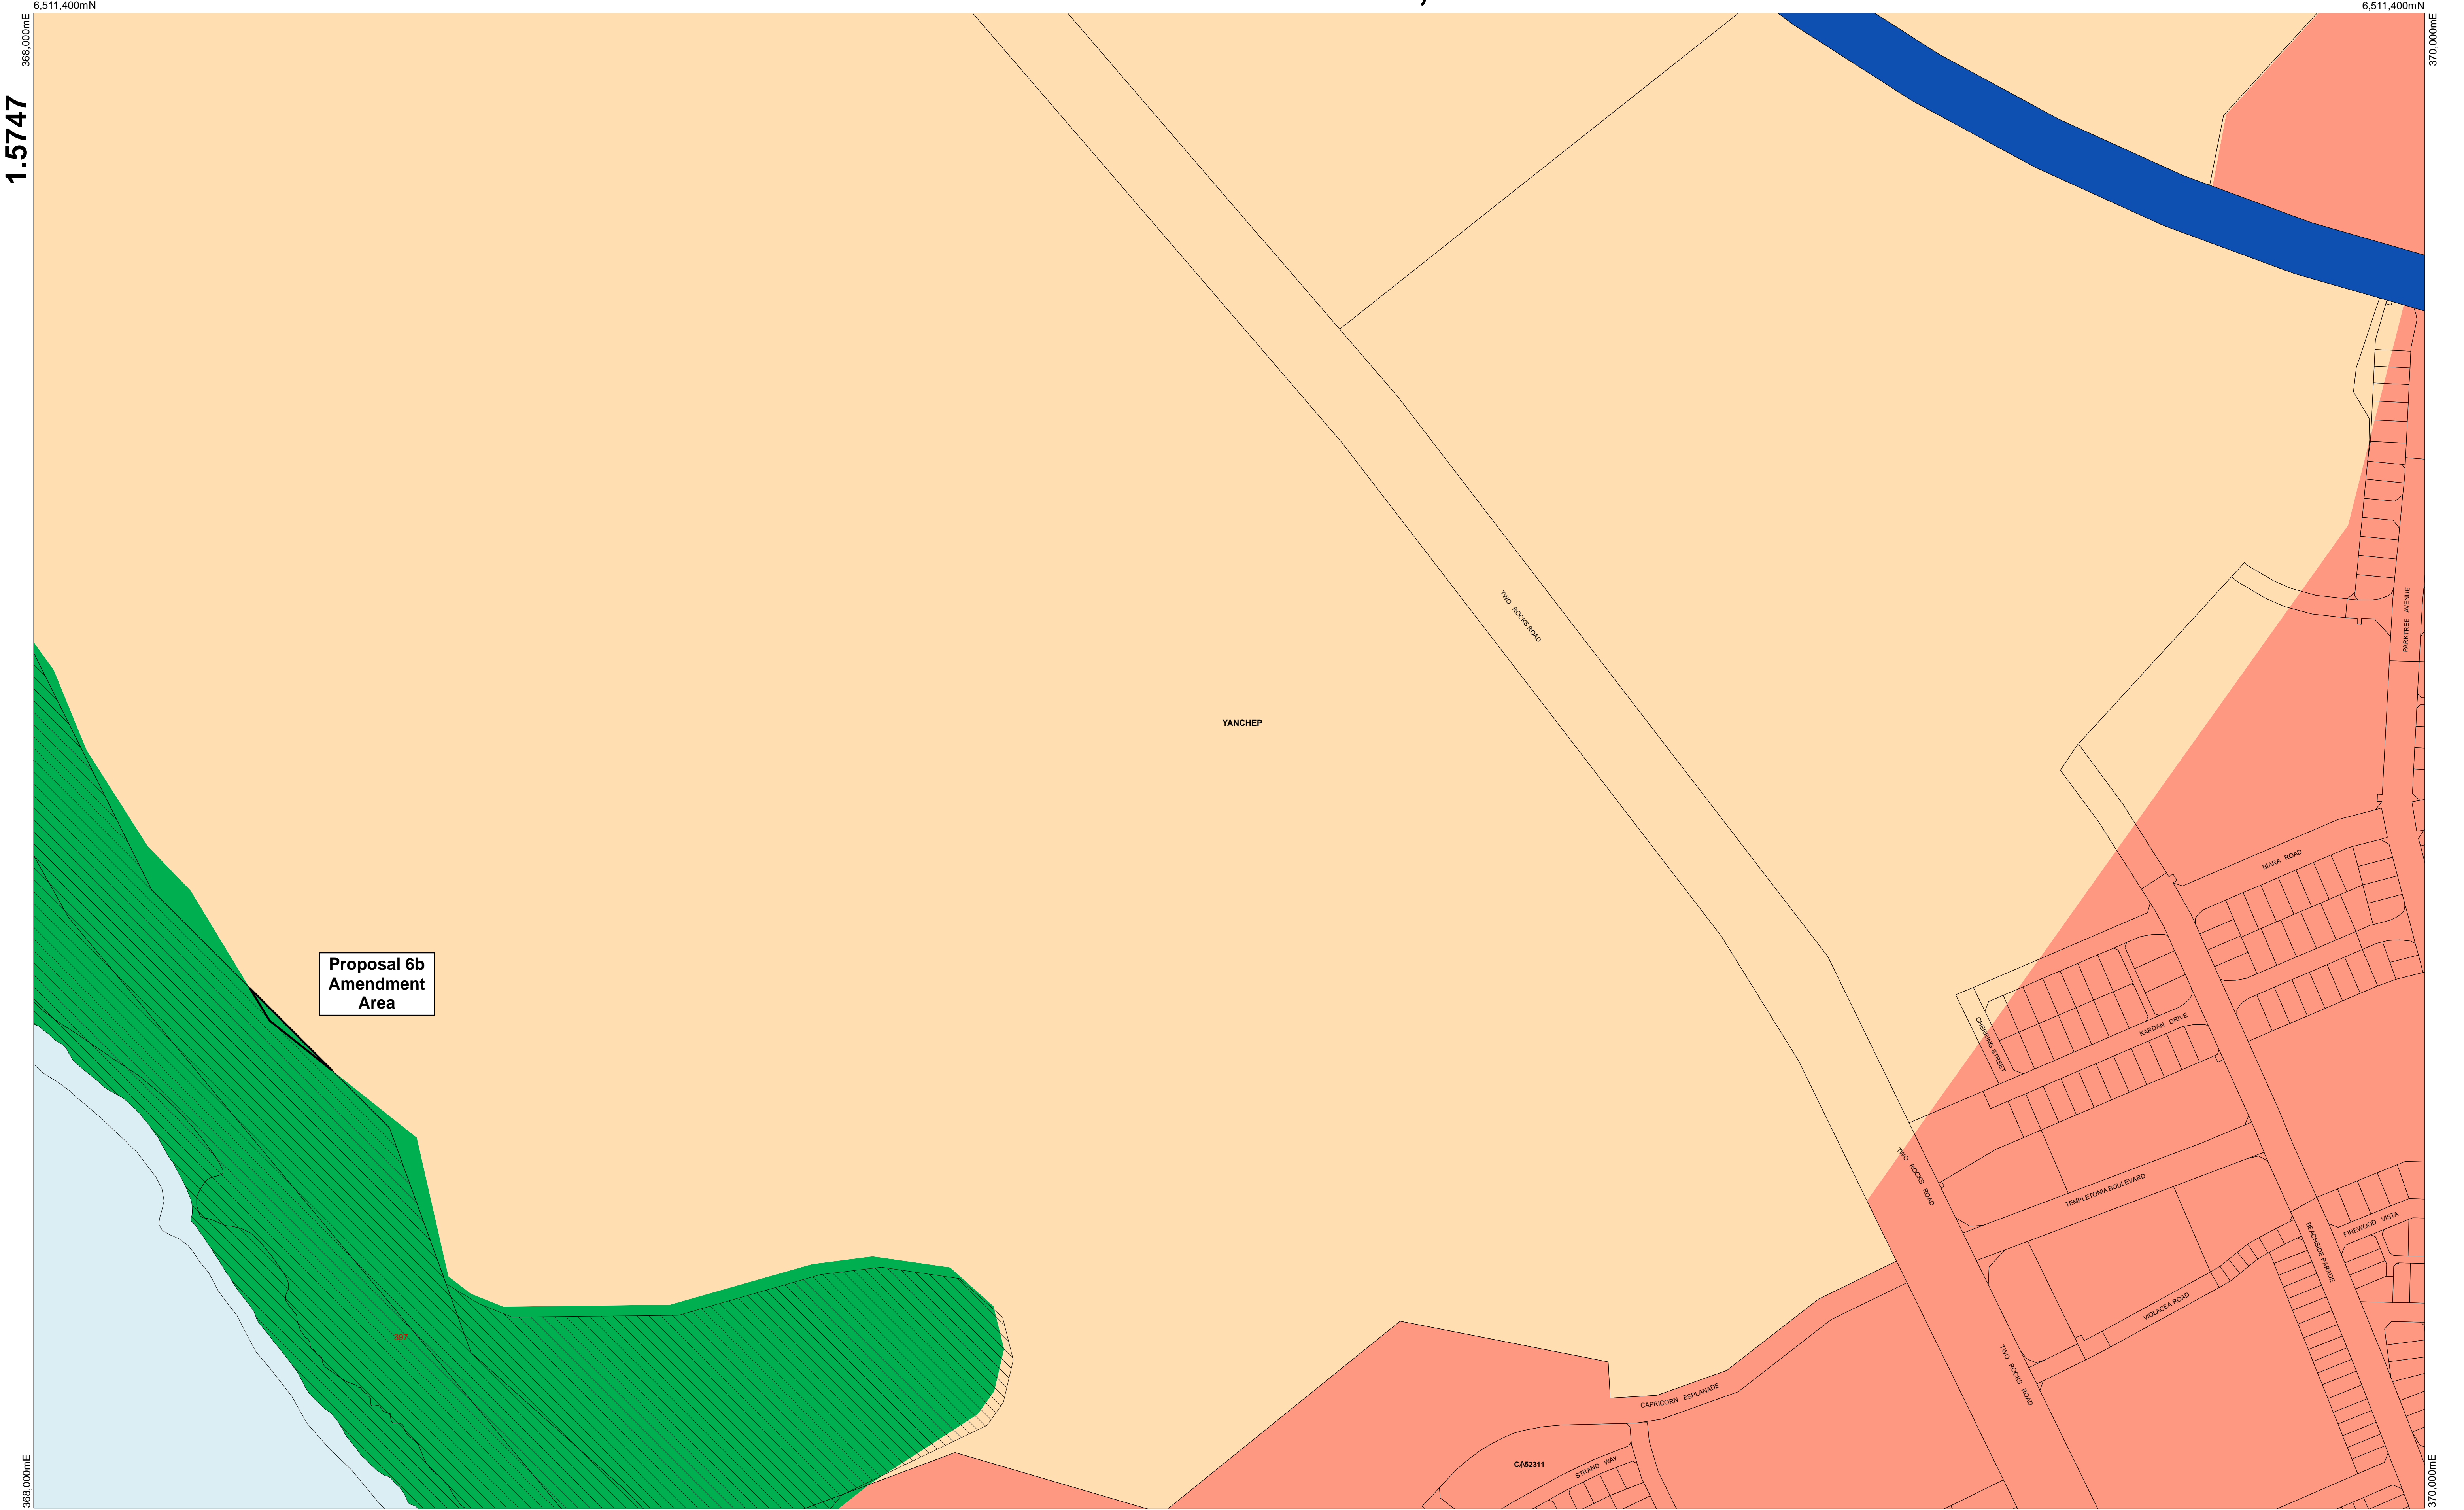 6,511,400mN
6,511,400mN
368,000mE
370,000mE
1.5747
TWO ROCKS ROAD
PARKTREE AVENUE
YANCHEP
BIARA ROAD
Proposal 6b
Amendment
Area
CHERRING STREET
KARDAN DRIVE
TWO ROCKS ROAD
TEMPLETONIA BOULEVARD
FIREWOOD VISTA
BEACHSIDE PARADE
VIOLACEA ROAD
TWO ROCKS ROAD
CAPRICORN ESPLANADE
STRAND WAY
368,000mE
370,000mE